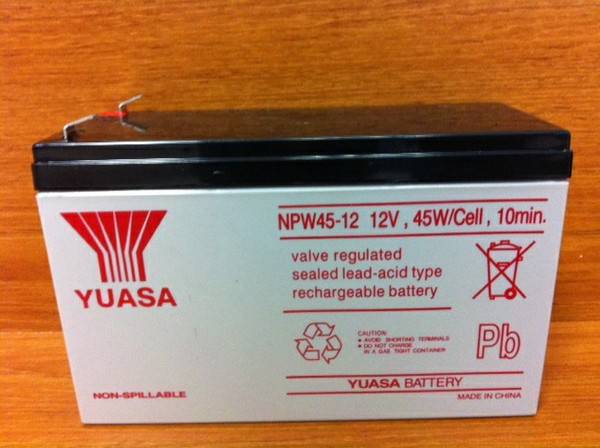 NPW45-12 12V , 45W/Cell , 10min.
valve regulated
sealed lead-acid type
rechargeable battery
YUASA
CAUTION:
• AVOID SHORTING TERMINALS
• DO NOT CHARGE
IN A GAS TIGHT CONTAINER
Pb
YUASA BATTERY
NON-SPILLABLE
MADE IN CHINA